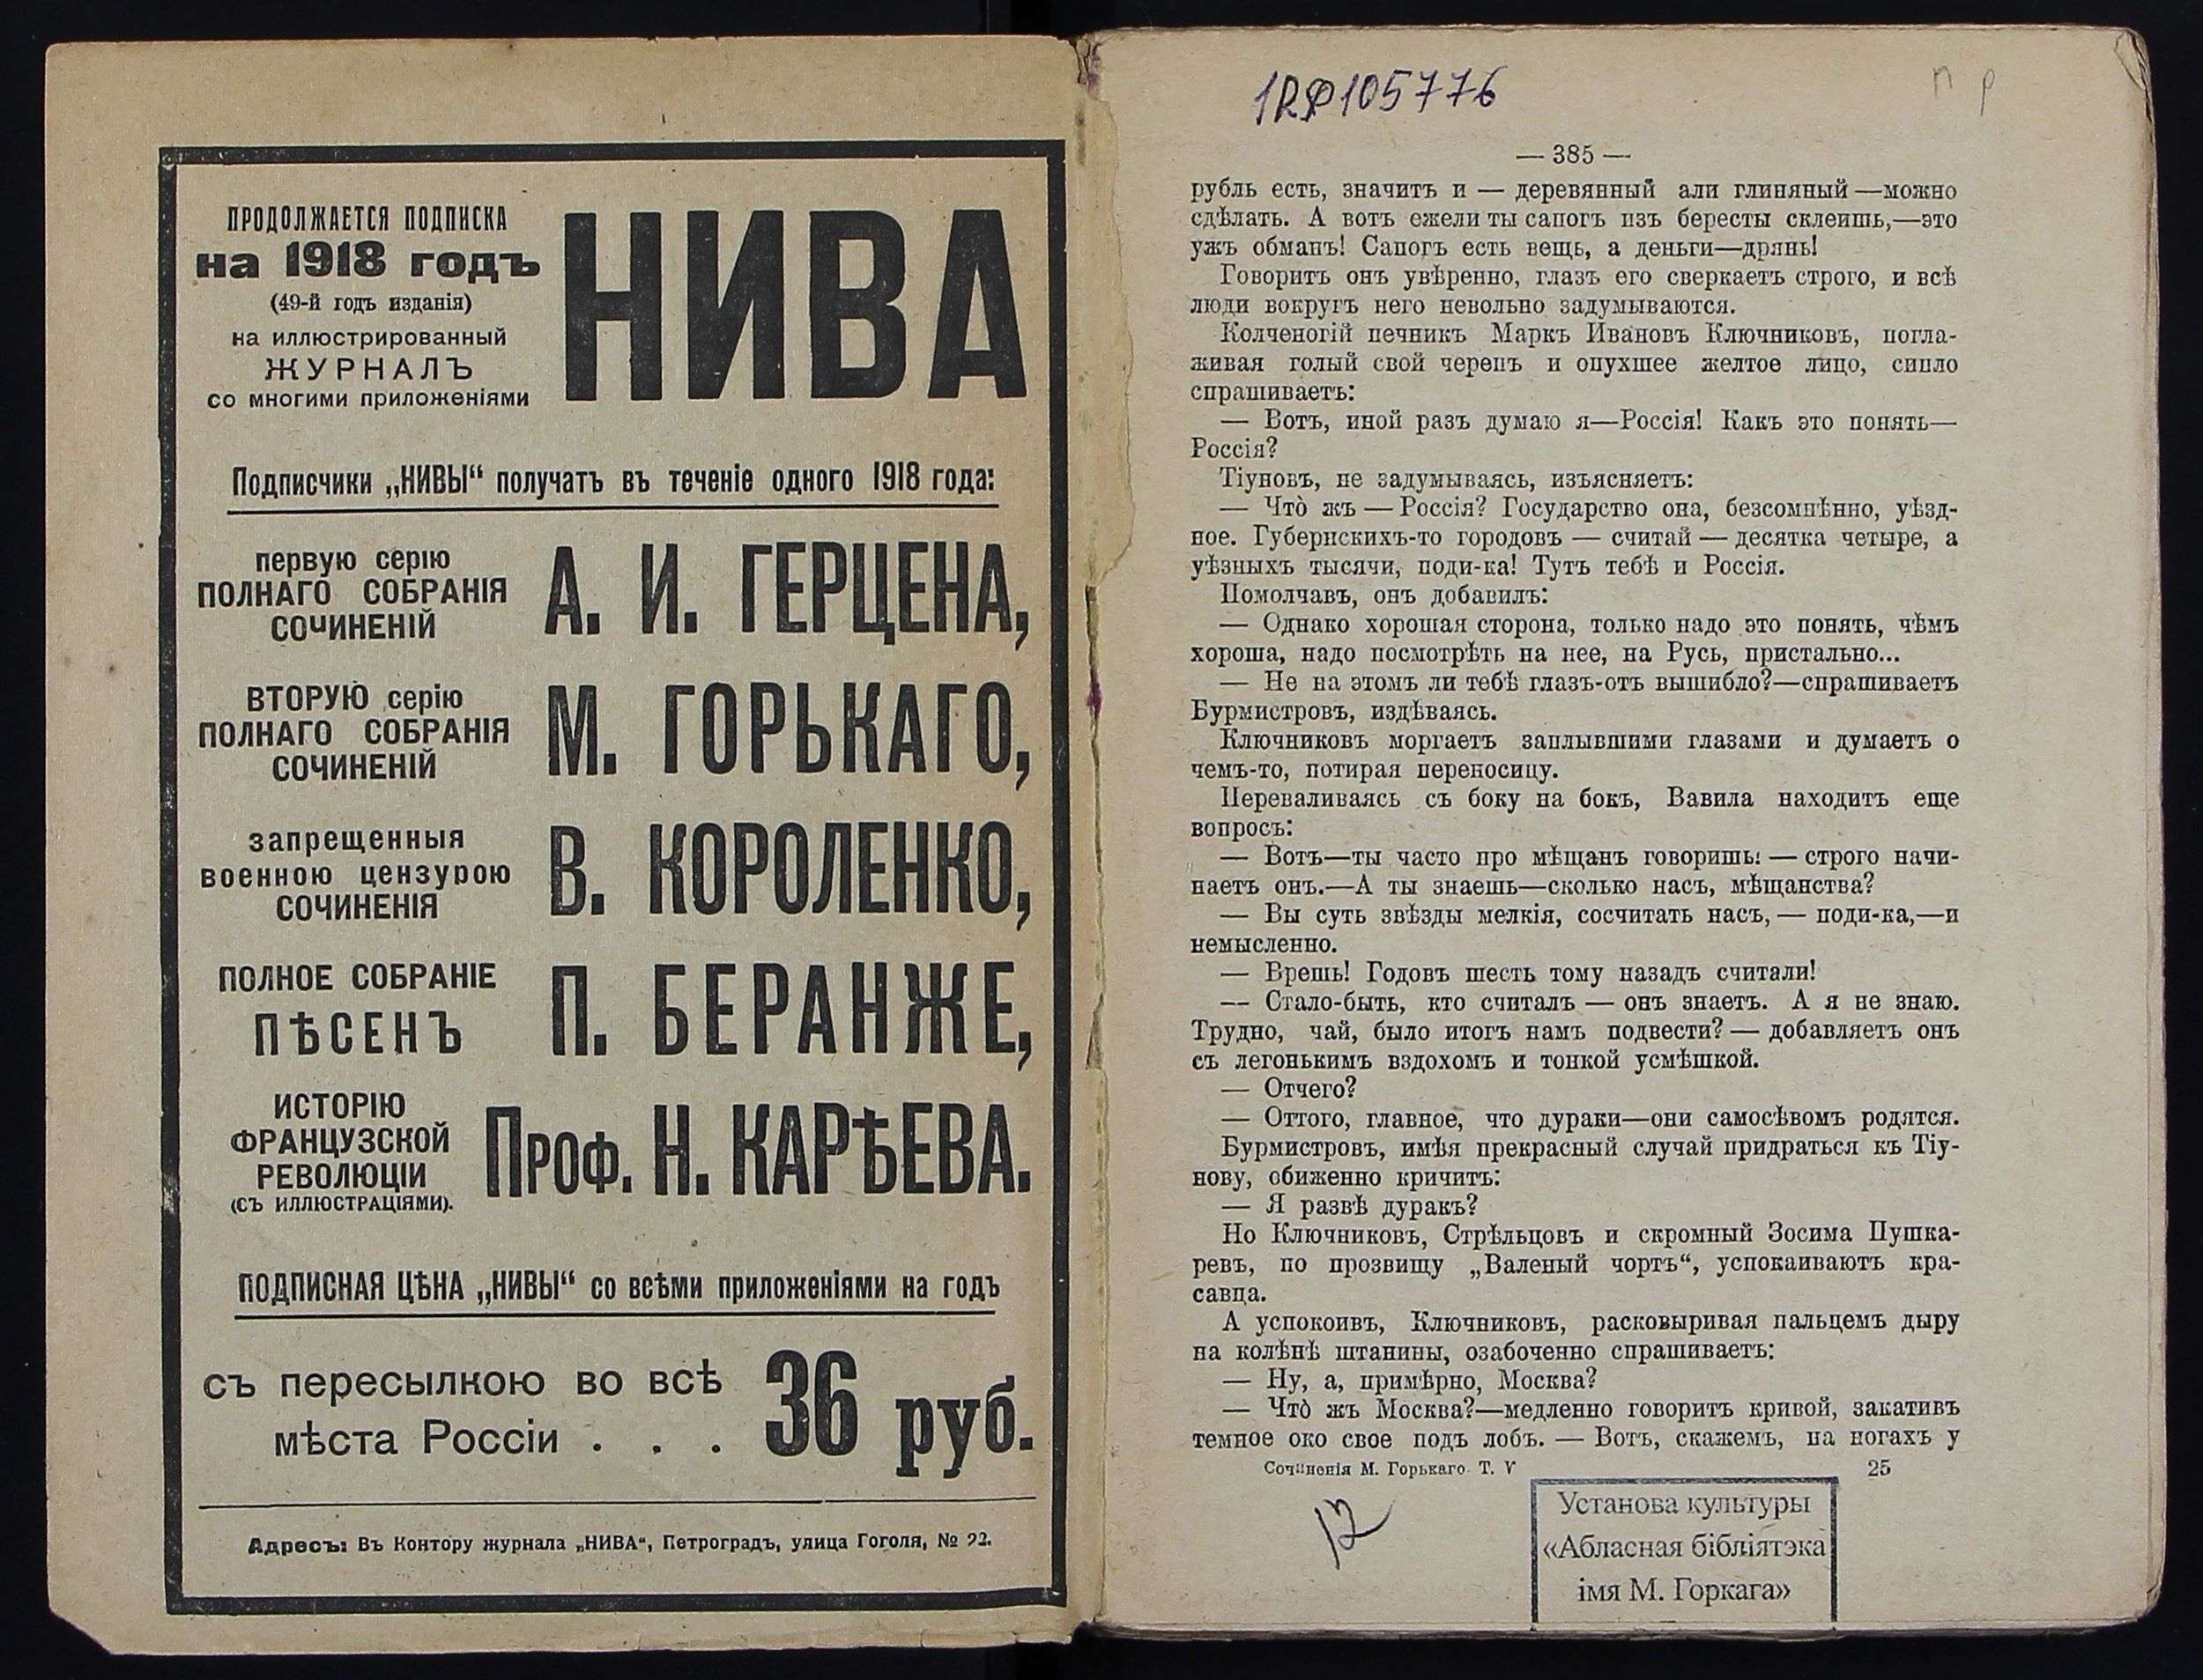 ПРОДОЛЖАЕТСЯ ПОДПИСКА
на 1918 годъ
(49-й годъ изданія)
на иллюстрированный
ЖУРНАЛЪ
со многими приложеніями
НИВА
Подписчики „НИВЫ“ получатъ въ теченіе одного 1918 года:
первую серію
ПОЛНАГО СОБРАНІЯ
СОЧИНЕНІЙ
А. И. ГЕРЦЕНА,
ВТОРУЮ серію
ПОЛНАГО СОБРАНІЯ
СОЧИНЕНІЙ
М. ГОРЬКАГО,
запрещенныя
военною цензурою
СОЧИНЕНІЯ
В. КОРОЛЕНКО,
ПОЛНОЕ СОБРАНІЕ
ПѢСЕНЪ
П. БЕРАНЖЕ,
ИСТОРІЮ
ФРАНЦУЗСКОЙ
РЕВОЛЮЦІИ
(СЪ ИЛЛЮСТРАЦІЯМИ).
Проф. Н. КАРѢЕВА.
ПОДПИСНАЯ ЦѢНА „НИВЫ“ со всѣми приложеніями на годъ
съ пересылкою во всѣ
мѣста Россіи . . .
36 руб.
Адресъ: Въ Контору журнала „НИВА“, Петроградъ, улица Гоголя, № 22.
1RФ105776
п р
— 385 —
рубль есть, значитъ и — деревянный али глиняный —можно
сдѣлать. А вотъ ежели ты сапогъ изъ бересты склеишь,—это
ужъ обманъ! Сапогъ есть вещь, а деньги—дрянь!
Говоритъ онъ увѣренно, глазъ его сверкаетъ строго, и всѣ
люди вокругъ него невольно задумываются.
Колченогій печникъ Маркъ Ивановъ Ключниковъ, погла-
живая голый свой черепъ и опухшее желтое лицо, сипло
спрашиваетъ:
— Вотъ, иной разъ думаю я—Россія! Какъ это понять—
Россія?
Тіуновъ, не задумываясь, изъясняетъ:
— Что̀ жъ — Россія? Государство она, безсомнѣнно, уѣзд-
ное. Губернскихъ-то городовъ — считай — десятка четыре, а
уѣзныхъ тысячи, поди-ка! Тутъ тебѣ и Россія.
Помолчавъ, онъ добавилъ:
— Однако хорошая сторона, только надо это понять, чѣмъ
хороша, надо посмотрѣть на нее, на Русь, пристально...
— Не на этомъ ли тебѣ глазъ-отъ вышибло?—спрашиваетъ
Бурмистровъ, издѣваясь.
Ключниковъ моргаетъ заплывшими глазами и думаетъ о
чемъ-то, потирая переносицу.
Переваливаясь съ боку на бокъ, Вавила находитъ еще
вопросъ:
— Вотъ—ты часто про мѣщанъ говоришь: — строго начи-
наетъ онъ.—А ты знаешь—сколько насъ, мѣщанства?
— Вы суть звѣзды мелкія, сосчитать насъ, — поди-ка,—и
немысленно.
— Врешь! Годовъ шесть тому назадъ считали!
— Стало-быть, кто считалъ — онъ знаетъ. А я не знаю.
Трудно, чай, было итогъ намъ подвести? — добавляетъ онъ
съ легонькимъ вздохомъ и тонкой усмѣшкой.
— Отчего?
— Оттого, главное, что дураки—они самосѣвомъ родятся.
Бурмистровъ, имѣя прекрасный случай придраться къ Тіу-
нову, обиженно кричитъ:
— Я развѣ дуракъ?
Но Ключниковъ, Стрѣльцовъ и скромный Зосима Пушка-
ревъ, по прозвищу „Валеный чортъ“, успокаиваютъ кра-
савца.
А успокоивъ, Ключниковъ, расковыривая пальцемъ дыру
на колѣнѣ штанины, озабоченно спрашиваетъ:
— Ну, а, примѣрно, Москва?
— Что̀ жъ Москва?—медленно говоритъ кривой, закативъ
темное око свое подъ лобъ. — Вотъ, скажемъ, на ногахъ у
Сочиненія М. Горькаго. Т. V
25
12
Установа культуры
«Абласная бібліятэка
імя М. Горкага»